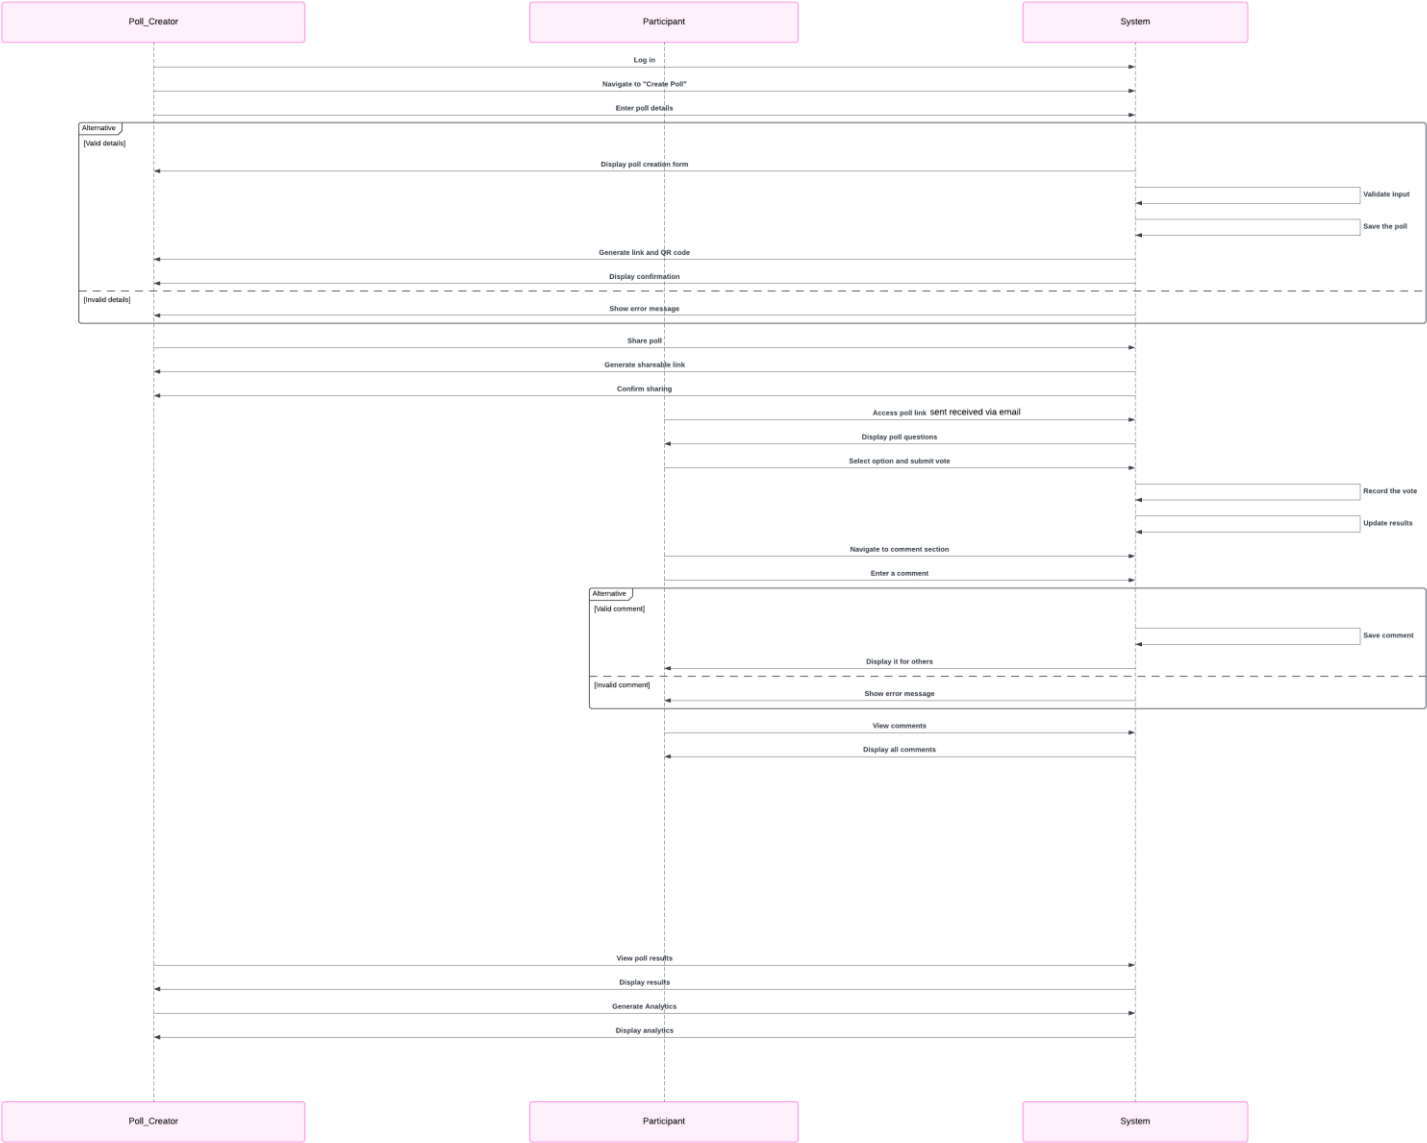 Poll_Creator
Participant
System
Log in
Navigate to "Create Poll"
Enter poll details
Alternative
[Valid details]
Display poll creation form
Validate input
Save the poll
Generate link and QR code
Display confirmation
[Invalid details]
Show error message
Share poll
Generate shareable link
Confirm sharing
Access poll link sent received via email
Display poll questions
Select option and submit vote
Record the vote
Update results
Navigate to comment section
Enter a comment
Alternative
[Valid comment]
Save comment
Display it for others
[Invalid comment]
Show error message
View comments
Display all comments
View poll results
Display results
Generate Analytics
Display analytics
Poll_Creator
Participant
System